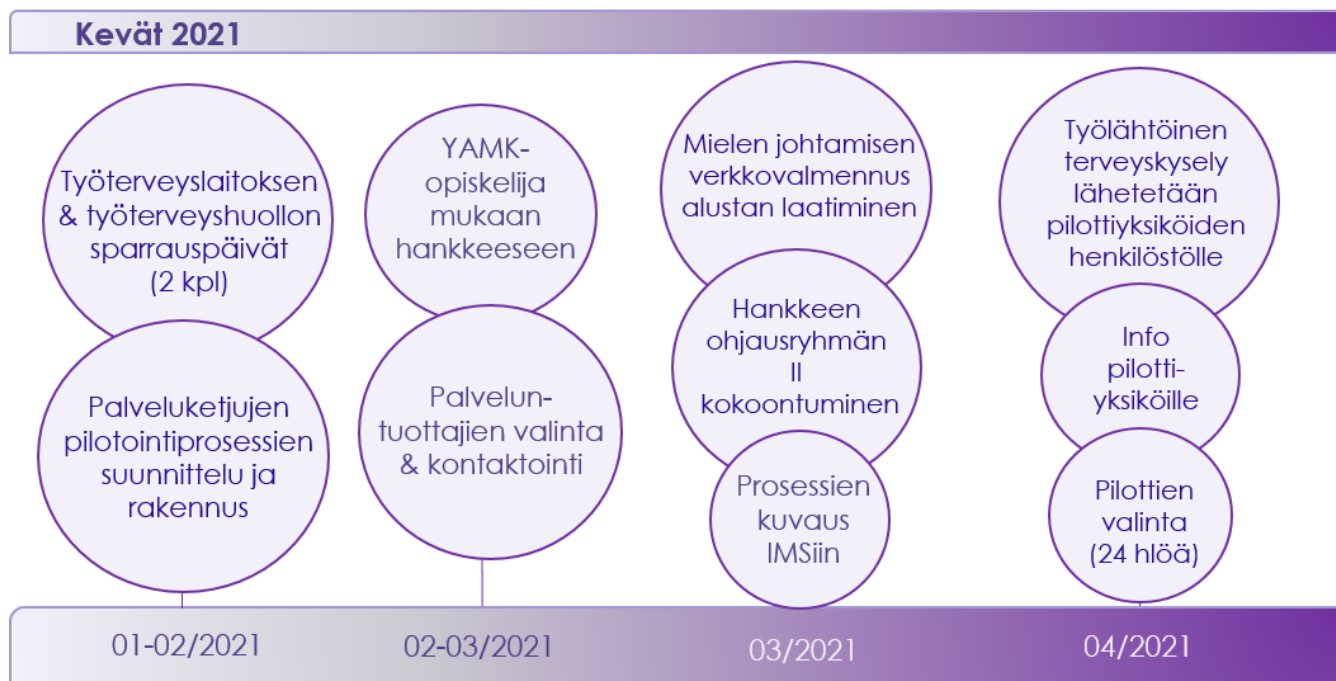 Kevät 2021
Työterveyslaitoksen
& työterveyshuollon
sparrauspäivät
(2 kpl)
Palveluketjujen
pilotointiprosessien
suunnittelu ja
rakennus
01-02/2021
YAMK-
opiskelija
mukaan
hankkeeseen
Palvelun-
tuottajien valinta
& kontaktointi
02-03/2021
Mielen johtamisen
verkkovalmennus
alustan laatiminen
Hankkeen
ohjausryhmän
II
kokoontuminen
Prosessien
kuvaus
IMSiin
03/2021
Työlähtöinen
terveyskysely
lähetetään
pilottiyksiköiden
henkilöstölle
Info
pilotti-
yksiköille
Pilottien
valinta
(24 hlöä)
04/2021